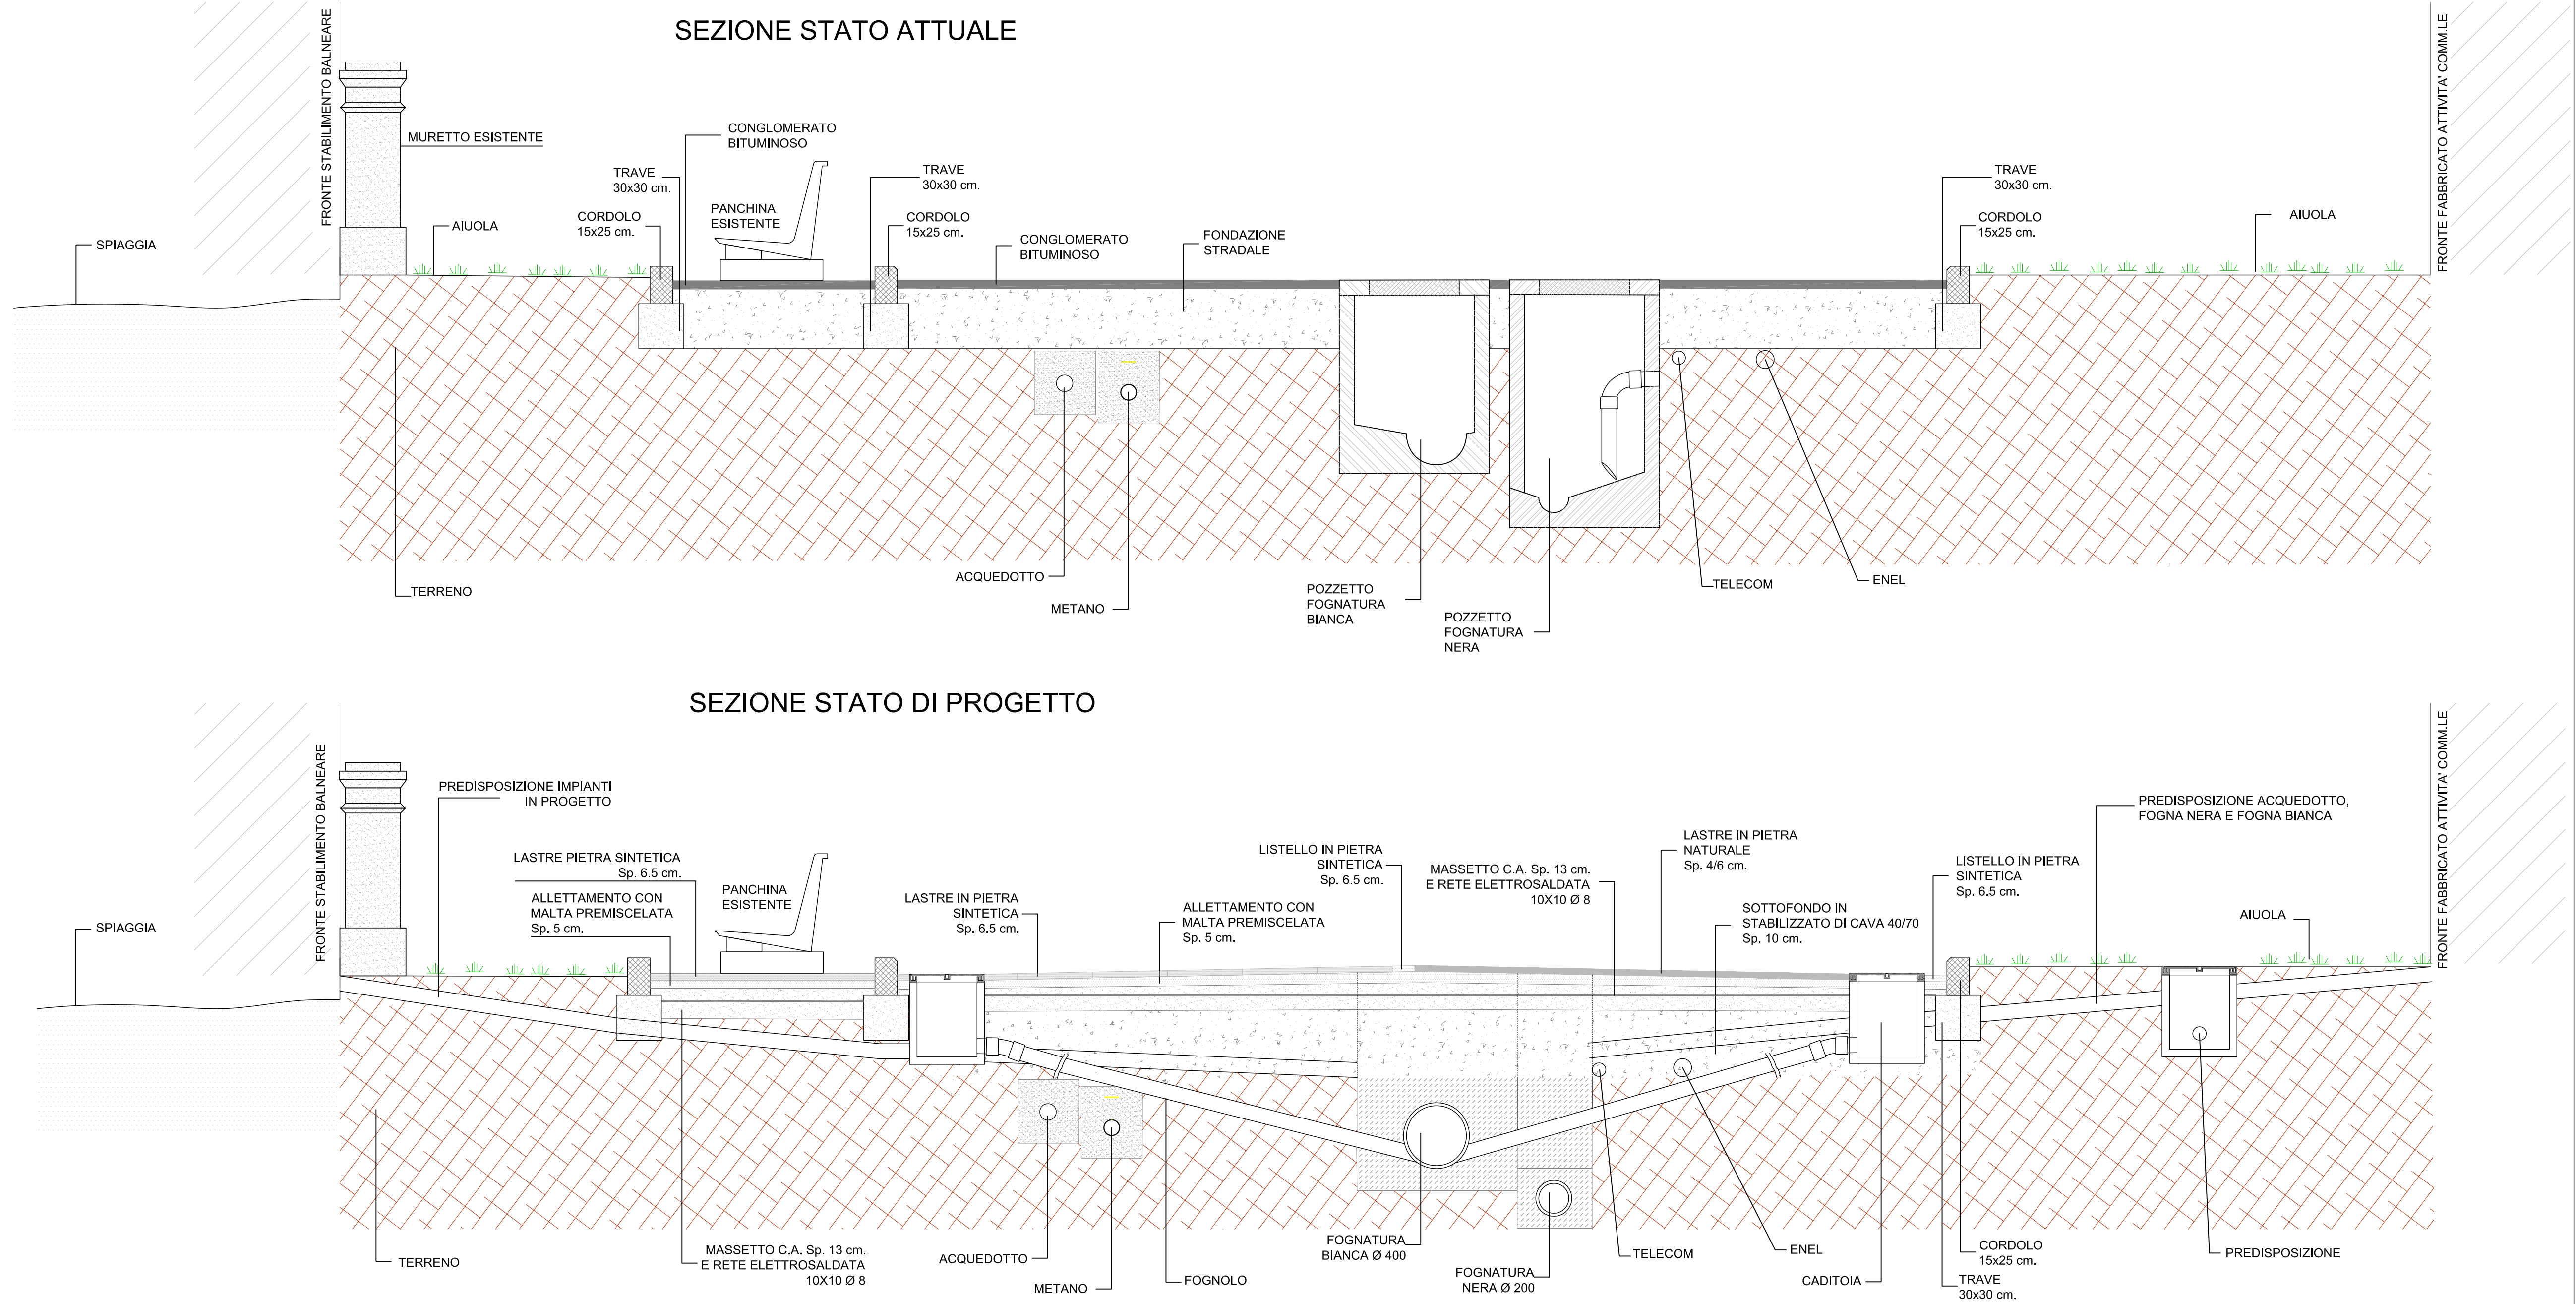 SEZIONE STATO ATTUALE
FRONTE STABILIMENTO BALNEARE
FRONTE FABBRICATO ATTIVITA' COMM.LE
MURETTO ESISTENTE
CONGLOMERATO
BITUMINOSO
TRAVE
30x30 cm.
TRAVE
30x30 cm.
TRAVE
30x30 cm.
PANCHINA
ESISTENTE
CORDOLO
15x25 cm.
CORDOLO
15x25 cm.
CORDOLO
15x25 cm.
AIUOLA
AIUOLA
SPIAGGIA
CONGLOMERATO
BITUMINOSO
FONDAZIONE
STRADALE
TERRENO
ACQUEDOTTO
METANO
POZZETTO
FOGNATURA
BIANCA
POZZETTO
FOGNATURA
NERA
TELECOM
ENEL
SEZIONE STATO DI PROGETTO
FRONTE STABILIMENTO BALNEARE
FRONTE FABBRICATO ATTIVITA' COMM.LE
PREDISPOSIZIONE IMPIANTI
IN PROGETTO
PREDISPOSIZIONE ACQUEDOTTO,
FOGNA NERA E FOGNA BIANCA
LASTRE PIETRA SINTETICA
Sp. 6.5 cm.
ALLETTAMENTO CON
MALTA PREMISCELATA
Sp. 5 cm.
PANCHINA
ESISTENTE
LASTRE IN PIETRA
SINTETICA
Sp. 6.5 cm.
ALLETTAMENTO CON
MALTA PREMISCELATA
Sp. 5 cm.
LISTELLO IN PIETRA
SINTETICA
Sp. 6.5 cm.
MASSETTO C.A. Sp. 13 cm.
E RETE ELETTROSALDATA
10X10 Ø 8
LASTRE IN PIETRA
NATURALE
Sp. 4/6 cm.
SOTTOFONDO IN
STABILIZZATO DI CAVA 40/70
Sp. 10 cm.
LISTELLO IN PIETRA
SINTETICA
Sp. 6.5 cm.
AIUOLA
SPIAGGIA
TERRENO
MASSETTO C.A. Sp. 13 cm.
E RETE ELETTROSALDATA
10X10 Ø 8
ACQUEDOTTO
METANO
FOGNOLO
FOGNATURA
BIANCA Ø 400
FOGNATURA
NERA Ø 200
TELECOM
ENEL
CADITOIA
CORDOLO
15x25 cm.
TRAVE
30x30 cm.
PREDISPOSIZIONE